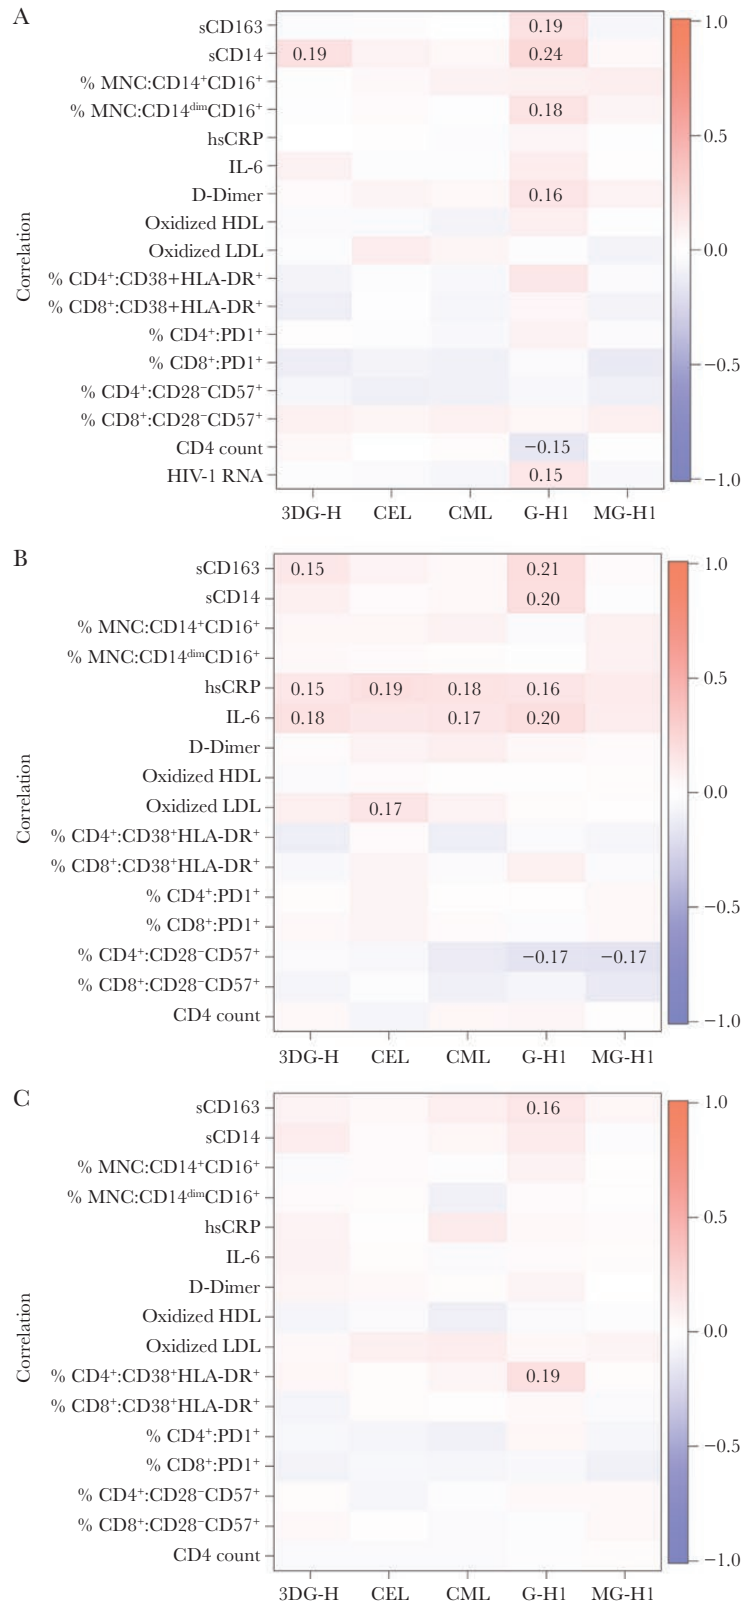 A
Correlation
sCD163 0.19
sCD14 0.19 0.24
% MNC:CD14⁺CD16⁺
% MNC:CD14ᵈⁱᵐCD16⁺ 0.18
hsCRP
IL-6
D-Dimer 0.16
Oxidized HDL
Oxidized LDL
% CD4⁺:CD38+HLA-DR⁺
% CD8⁺:CD38+HLA-DR⁺
% CD4⁺:PD1⁺
% CD8⁺:PD1⁺
% CD4⁺:CD28⁻CD57⁺
% CD8⁺:CD28⁻CD57⁺
CD4 count −0.15
HIV-1 RNA 0.15
3DG-H CEL CML G-H1 MG-H1
1.0
0.5
0.0
−0.5
−1.0
B
Correlation
sCD163 0.15 0.21
sCD14 0.20
% MNC:CD14⁺CD16⁺
% MNC:CD14ᵈⁱᵐCD16⁺
hsCRP 0.15 0.19 0.18 0.16
IL-6 0.18 0.17 0.20
D-Dimer
Oxidized HDL
Oxidized LDL 0.17
% CD4⁺:CD38⁺HLA-DR⁺
% CD8⁺:CD38⁺HLA-DR⁺
% CD4⁺:PD1⁺
% CD8⁺:PD1⁺
% CD4⁺:CD28⁻CD57⁺ −0.17 −0.17
% CD8⁺:CD28⁻CD57⁺
CD4 count
3DG-H CEL CML G-H1 MG-H1
1.0
0.5
0.0
−0.5
−1.0
C
Correlation
sCD163 0.16
sCD14
% MNC:CD14⁺CD16⁺
% MNC:CD14ᵈⁱᵐCD16⁺
hsCRP
IL-6
D-Dimer
Oxidized HDL
Oxidized LDL
% CD4⁺:CD38⁺HLA-DR⁺ 0.19
% CD8⁺:CD38⁺HLA-DR⁺
% CD4⁺:PD1⁺
% CD8⁺:PD1⁺
% CD4⁺:CD28⁻CD57⁺
% CD8⁺:CD28⁻CD57⁺
CD4 count
3DG-H CEL CML G-H1 MG-H1
1.0
0.5
0.0
−0.5
−1.0